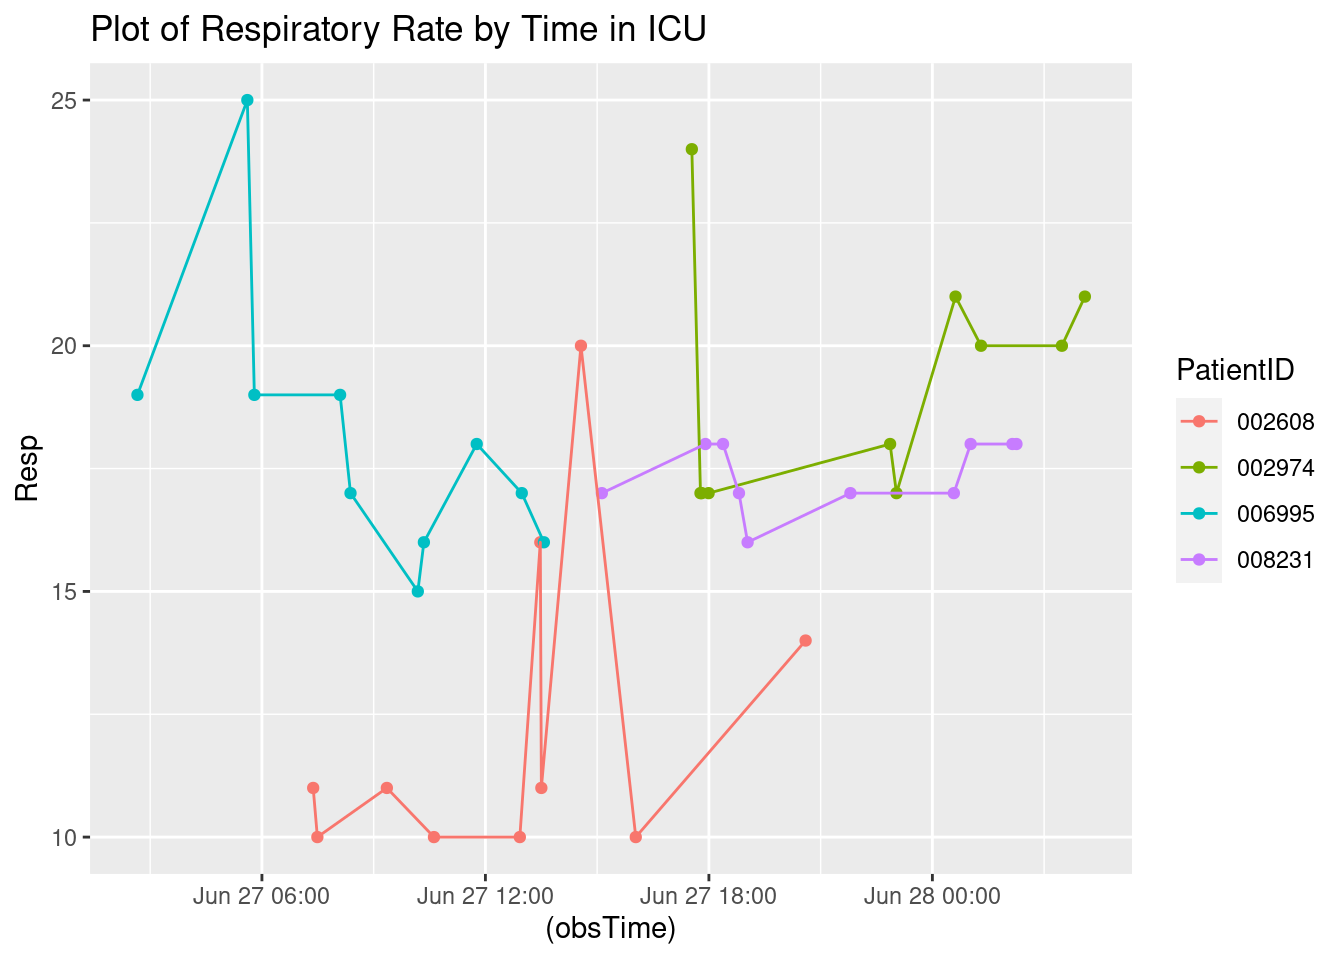 Plot of Respiratory Rate by Time in ICU
25
20
15
10
Resp
Jun 27 06:00
Jun 27 12:00
Jun 27 18:00
Jun 28 00:00
(obsTime)
PatientID
002608
002974
006995
008231